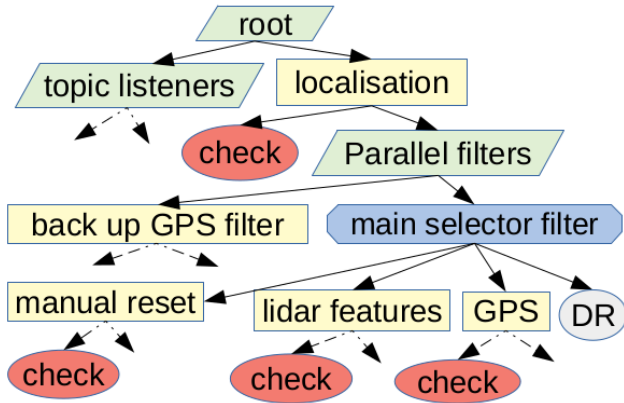 root
topic listeners
localisation
check
Parallel filters
back up GPS filter
main selector filter
manual reset
lidar features
GPS
DR
check
check
check